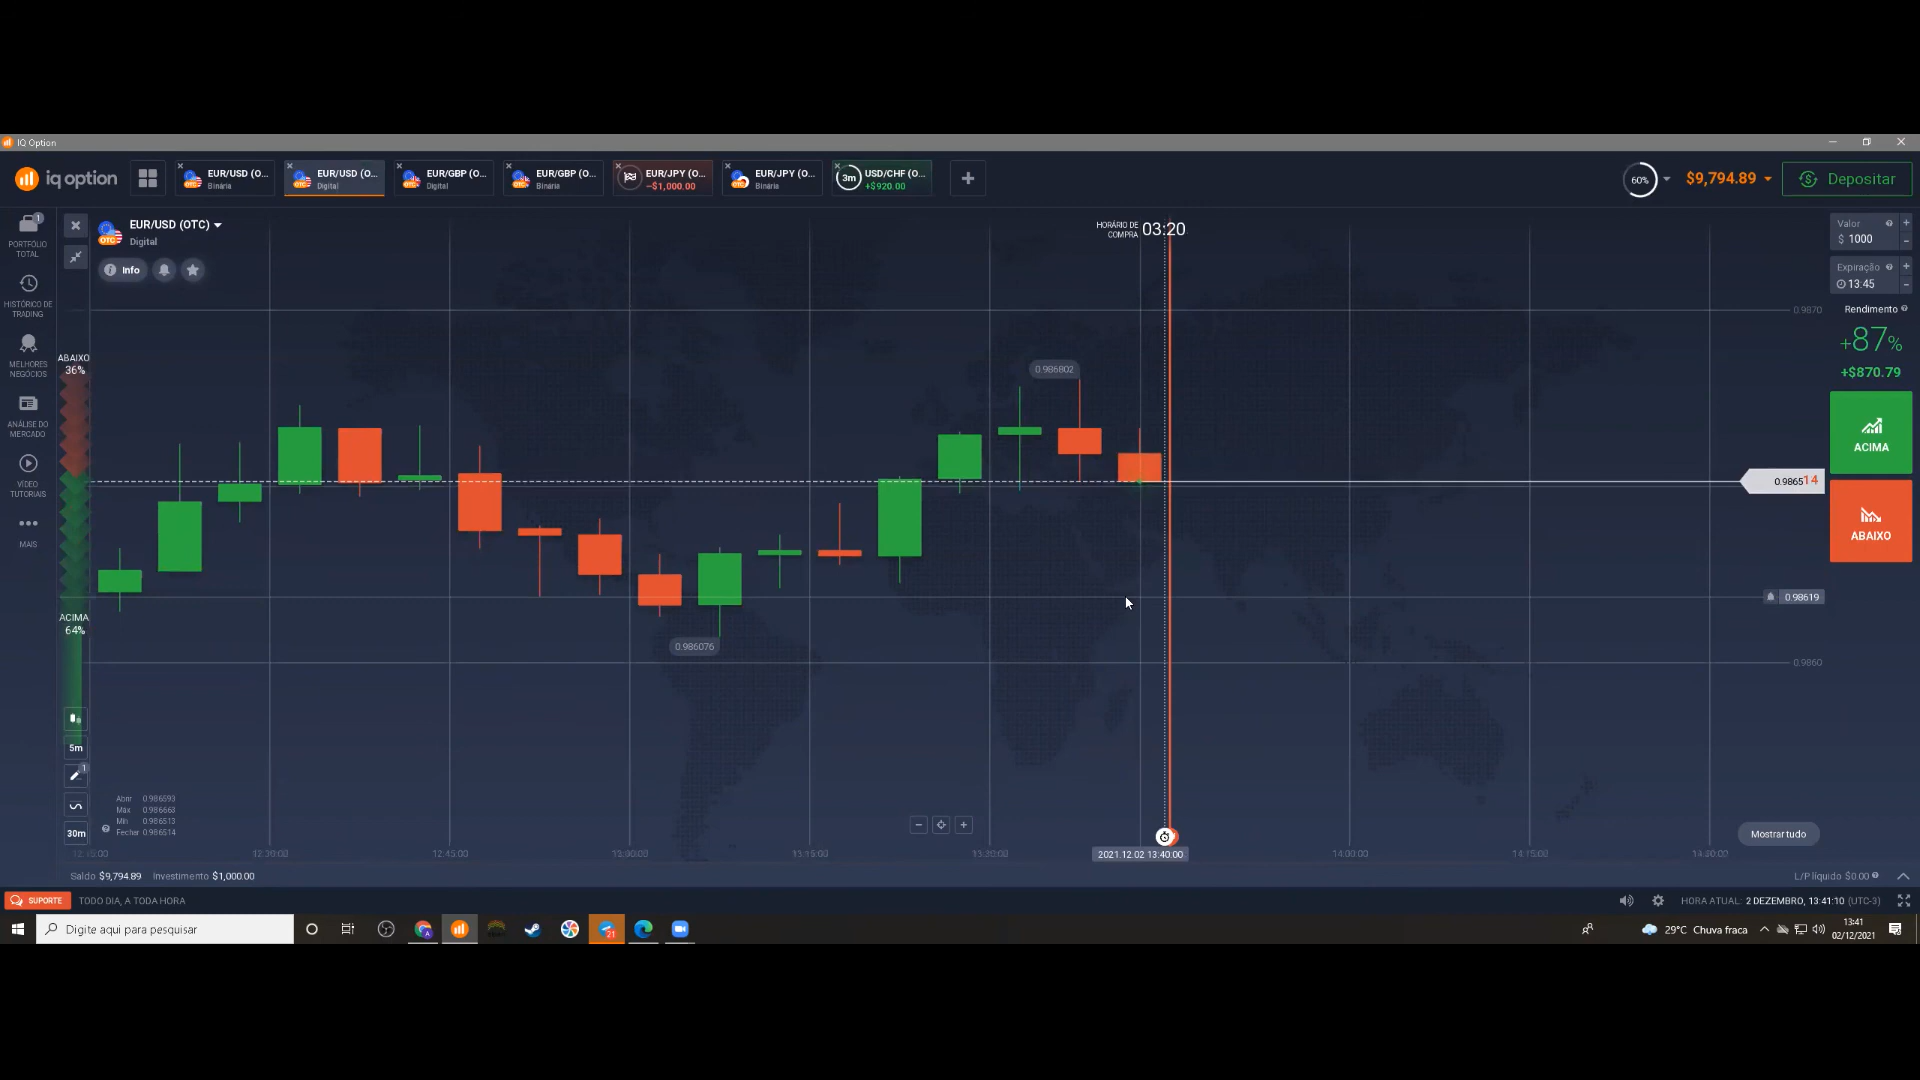 IQ Option
iq option
EUR/USD (O...
Binária
EUR/USD (O...
Digital
EUR/GBP (O...
Digital
EUR/GBP (O...
Binária
EUR/JPY (O...
−$1,000.00
EUR/JPY (O...
Binária
3m
USD/CHF (O...
+$920.00
60%
$9,794.89
Depositar
PORTFÓLIO
TOTAL
1
HISTÓRICO DE
TRADING
MELHORES
NEGÓCIOS
ANÁLISE DO
MERCADO
VÍDEO
TUTORIAIS
MAIS
OTC
EUR/USD (OTC)
Digital
Info
HORÁRIO DE
COMPRA
03:20
ABAIXO
36%
ACIMA
64%
5m
1
30m
0.986802
0.986076
0.9870
0.986514
0.98619
0.9860
Valor
$ 1000
Expiração
13:45
Rendimento
+87%
+$870.79
ACIMA
ABAIXO
Abrir 0.986593
Máx 0.986663
Mín 0.986513
Fechar 0.986514
Mostrar tudo
12:15:00
12:30:00
12:45:00
13:00:00
13:15:00
13:30:00
2021.12.02 13:40:00
14:00:00
14:15:00
14:30:00
Saldo $9,794.89 Investimento $1,000.00
L/P líquido $0.00
SUPORTE
TODO DIA, A TODA HORA
HORA ATUAL: 2 DEZEMBRO, 13:41:10 (UTC-3)
Digite aqui para pesquisar
21
29°C Chuva fraca
13:41
02/12/2021